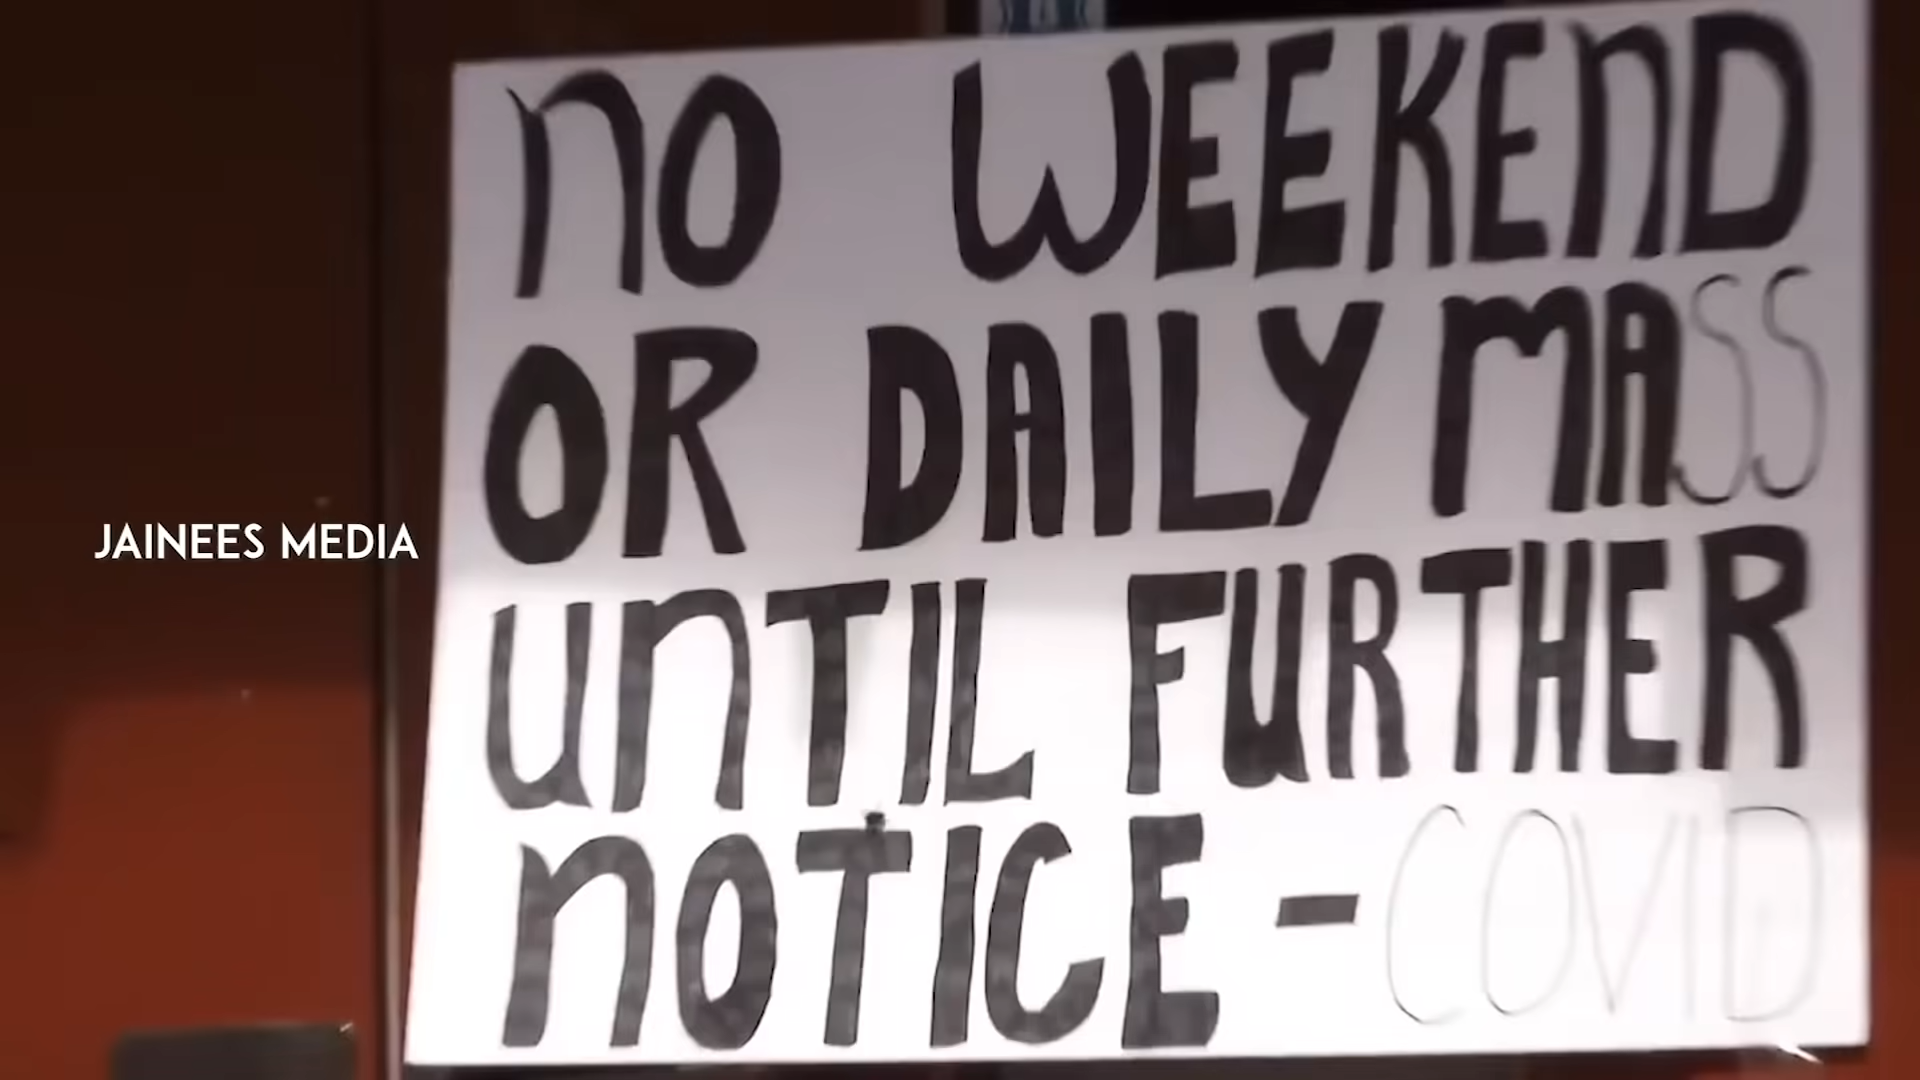 NO WEEKEND
OR DAILY MASS
UNTIL FURTHER
NOTICE - COVID
JAINEES MEDIA